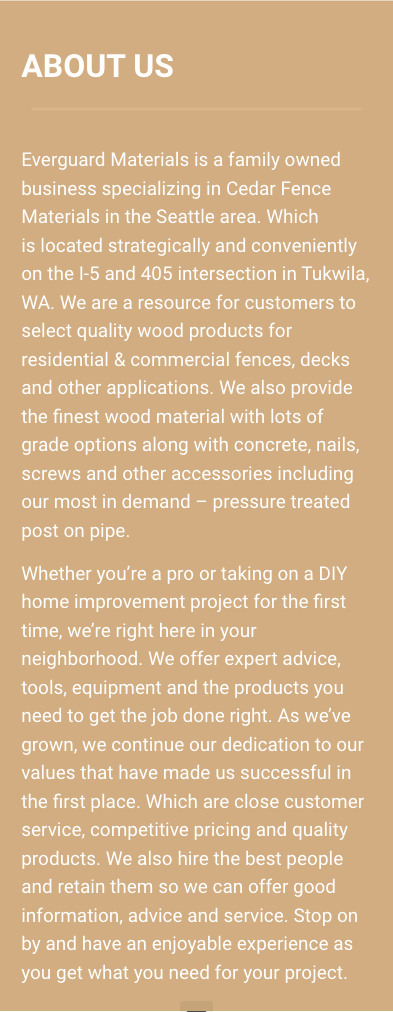 ABOUT US
Everguard Materials is a family owned
business specializing in Cedar Fence
Materials in the Seattle area. Which
is located strategically and conveniently
on the I-5 and 405 intersection in Tukwila,
WA. We are a resource for customers to
select quality wood products for
residential & commercial fences, decks
and other applications. We also provide
the finest wood material with lots of
grade options along with concrete, nails,
screws and other accessories including
our most in demand – pressure treated
post on pipe.
Whether you’re a pro or taking on a DIY
home improvement project for the first
time, we’re right here in your
neighborhood. We offer expert advice,
tools, equipment and the products you
need to get the job done right. As we’ve
grown, we continue our dedication to our
values that have made us successful in
the first place. Which are close customer
service, competitive pricing and quality
products. We also hire the best people
and retain them so we can offer good
information, advice and service. Stop on
by and have an enjoyable experience as
you get what you need for your project.